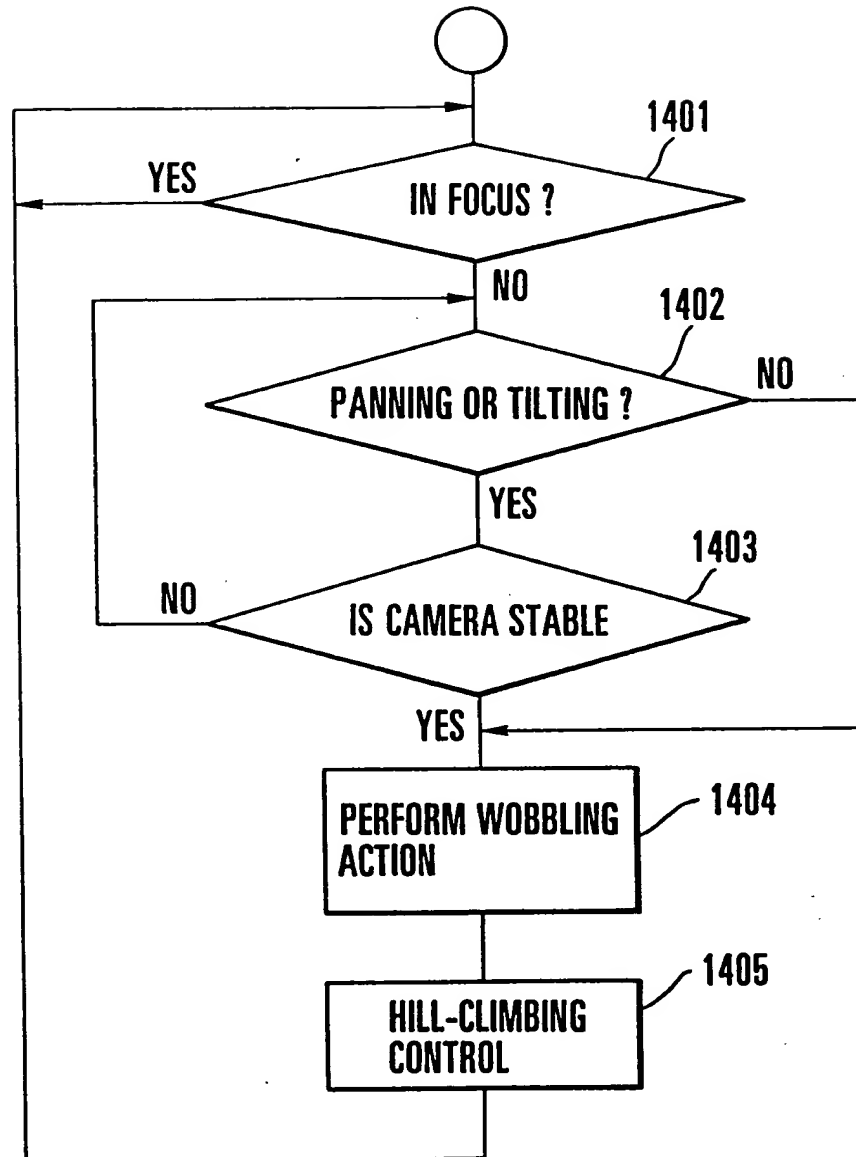 1401
YES
IN FOCUS ?
NO
1402
NO
PANNING OR TILTING ?
YES
1403
NO
IS CAMERA STABLE
YES
1404
PERFORM WOBBLING
ACTION
1405
HILL-CLIMBING
CONTROL